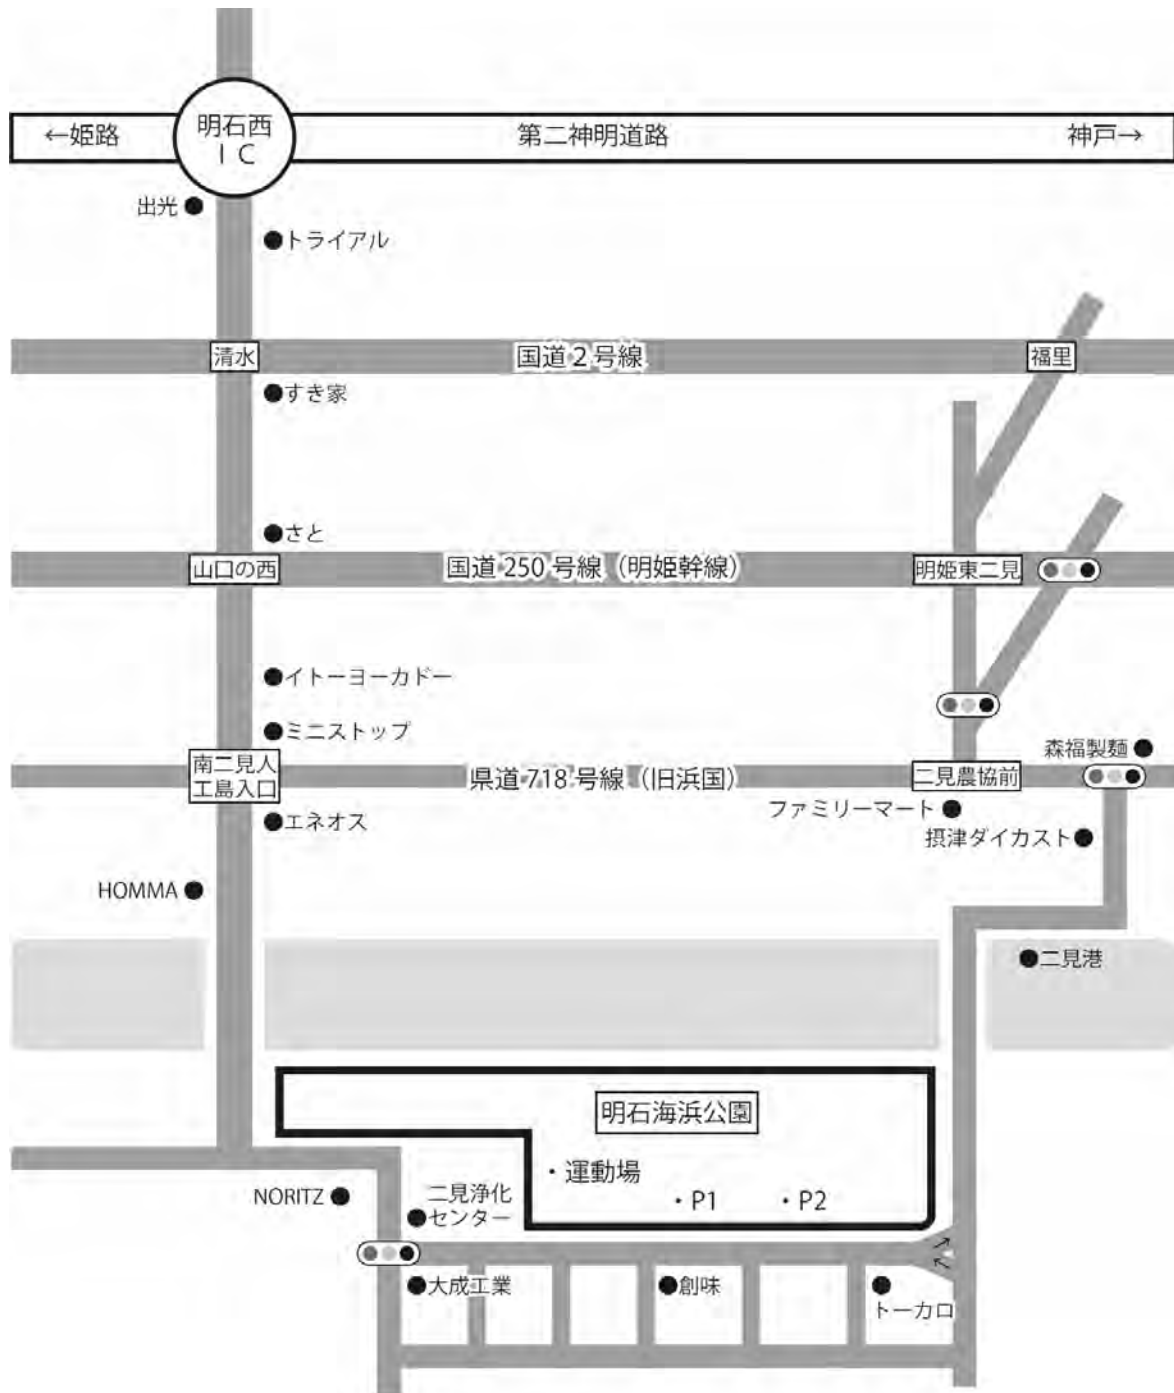 ←姫路
明石西
IC
第二神明道路
神戸→
出光
トライアル
清水
国道2号線
福里
すき家
さと
山口の西
国道250号線(明姫幹線)
明姫東二見
イトーヨーカドー
ミニストップ
南二見人
工島入口
県道718号線(旧浜国)
二見農協前
森福製麺
ファミリーマート
摂津ダイカスト
エネオス
HOMMA
二見港
明石海浜公園
・運動場
・P1
・P2
NORITZ
二見浄化
センター
大成工業
創味
トーカロ